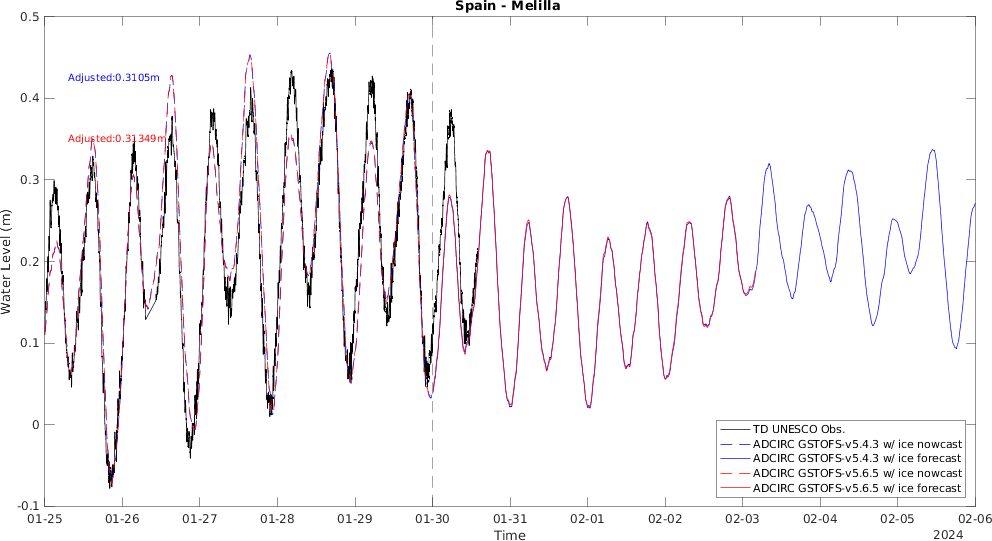 Spain - Melilla
0.5
0.4
0.3
0.2
0.1
0
-0.1
Water Level (m)
Adjusted:0.3105m
Adjusted:0.31349m
TD UNESCO Obs.
ADCIRC GSTOFS-v5.4.3 w/ ice nowcast
ADCIRC GSTOFS-v5.4.3 w/ ice forecast
ADCIRC GSTOFS-v5.6.5 w/ ice nowcast
ADCIRC GSTOFS-v5.6.5 w/ ice forecast
01-25 01-26 01-27 01-28 01-29 01-30 01-31 02-01 02-02 02-03 02-04 02-05 02-06
Time
2024